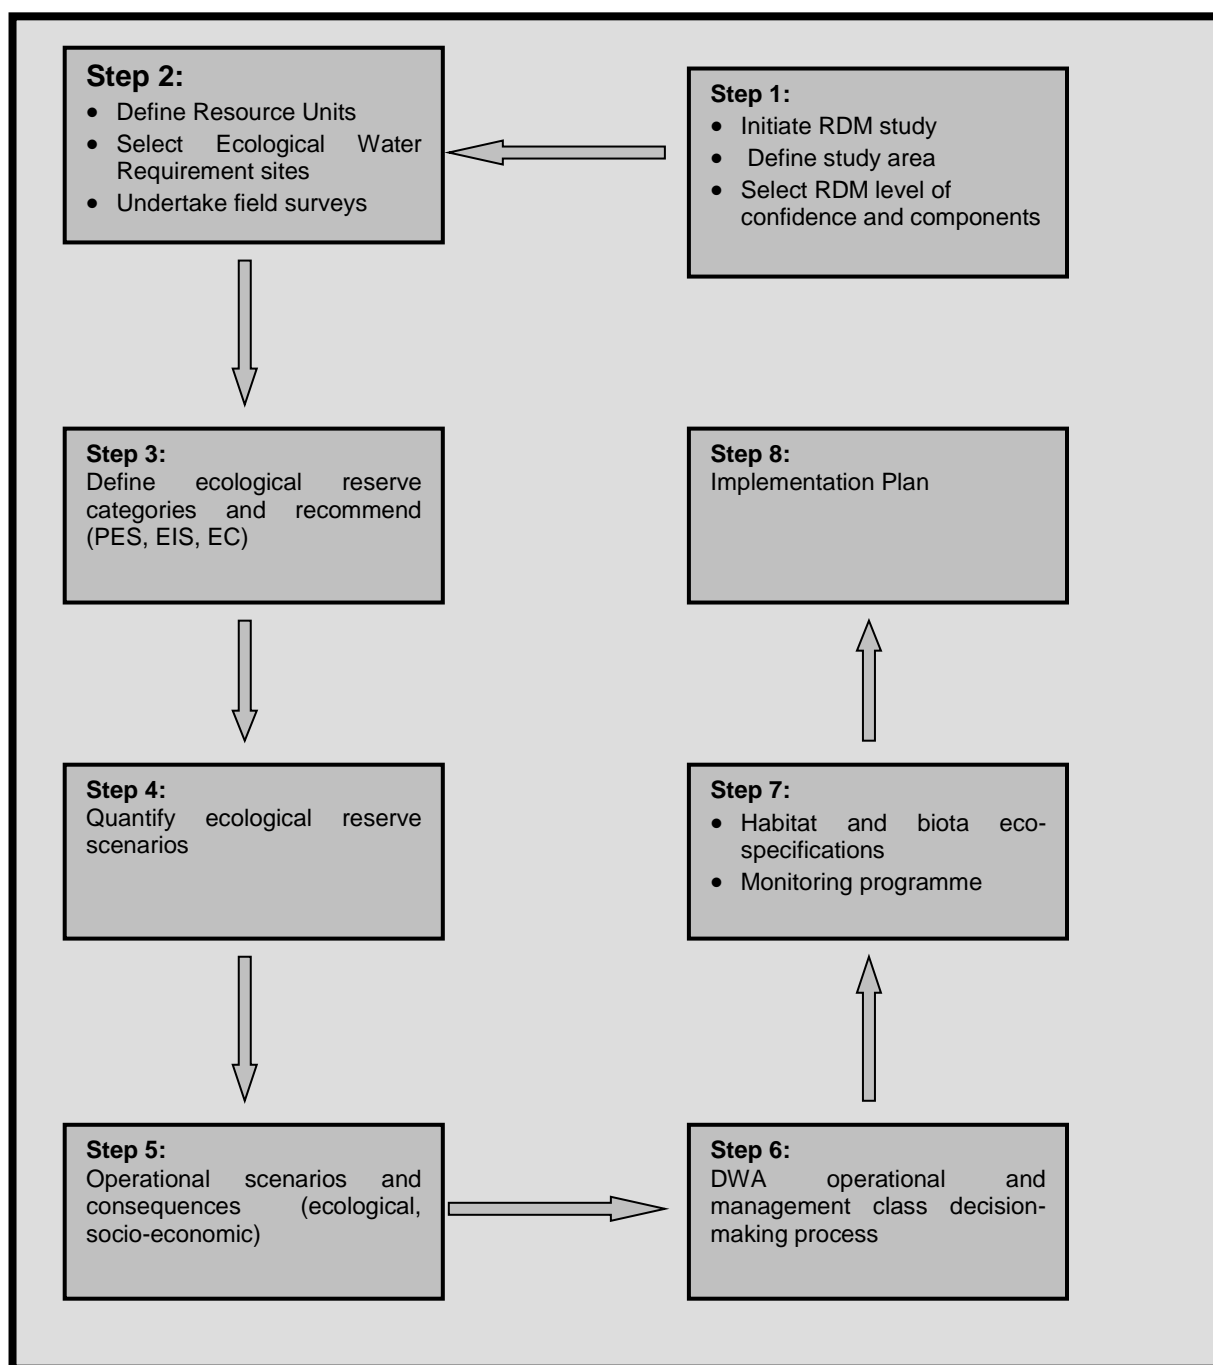 Step 1:
• Initiate RDM study
• Define study area
• Select RDM level of
confidence and components
Step 2:
• Define Resource Units
• Select Ecological Water
Requirement sites
• Undertake field surveys
Step 3:
Define ecological reserve
categories and recommend
(PES, EIS, EC)
Step 4:
Quantify ecological reserve
scenarios
Step 5:
Operational scenarios and
consequences (ecological,
socio-economic)
Step 6:
DWA operational and
management class decision-
making process
Step 7:
• Habitat and biota eco-
specifications
• Monitoring programme
Step 8:
Implementation Plan